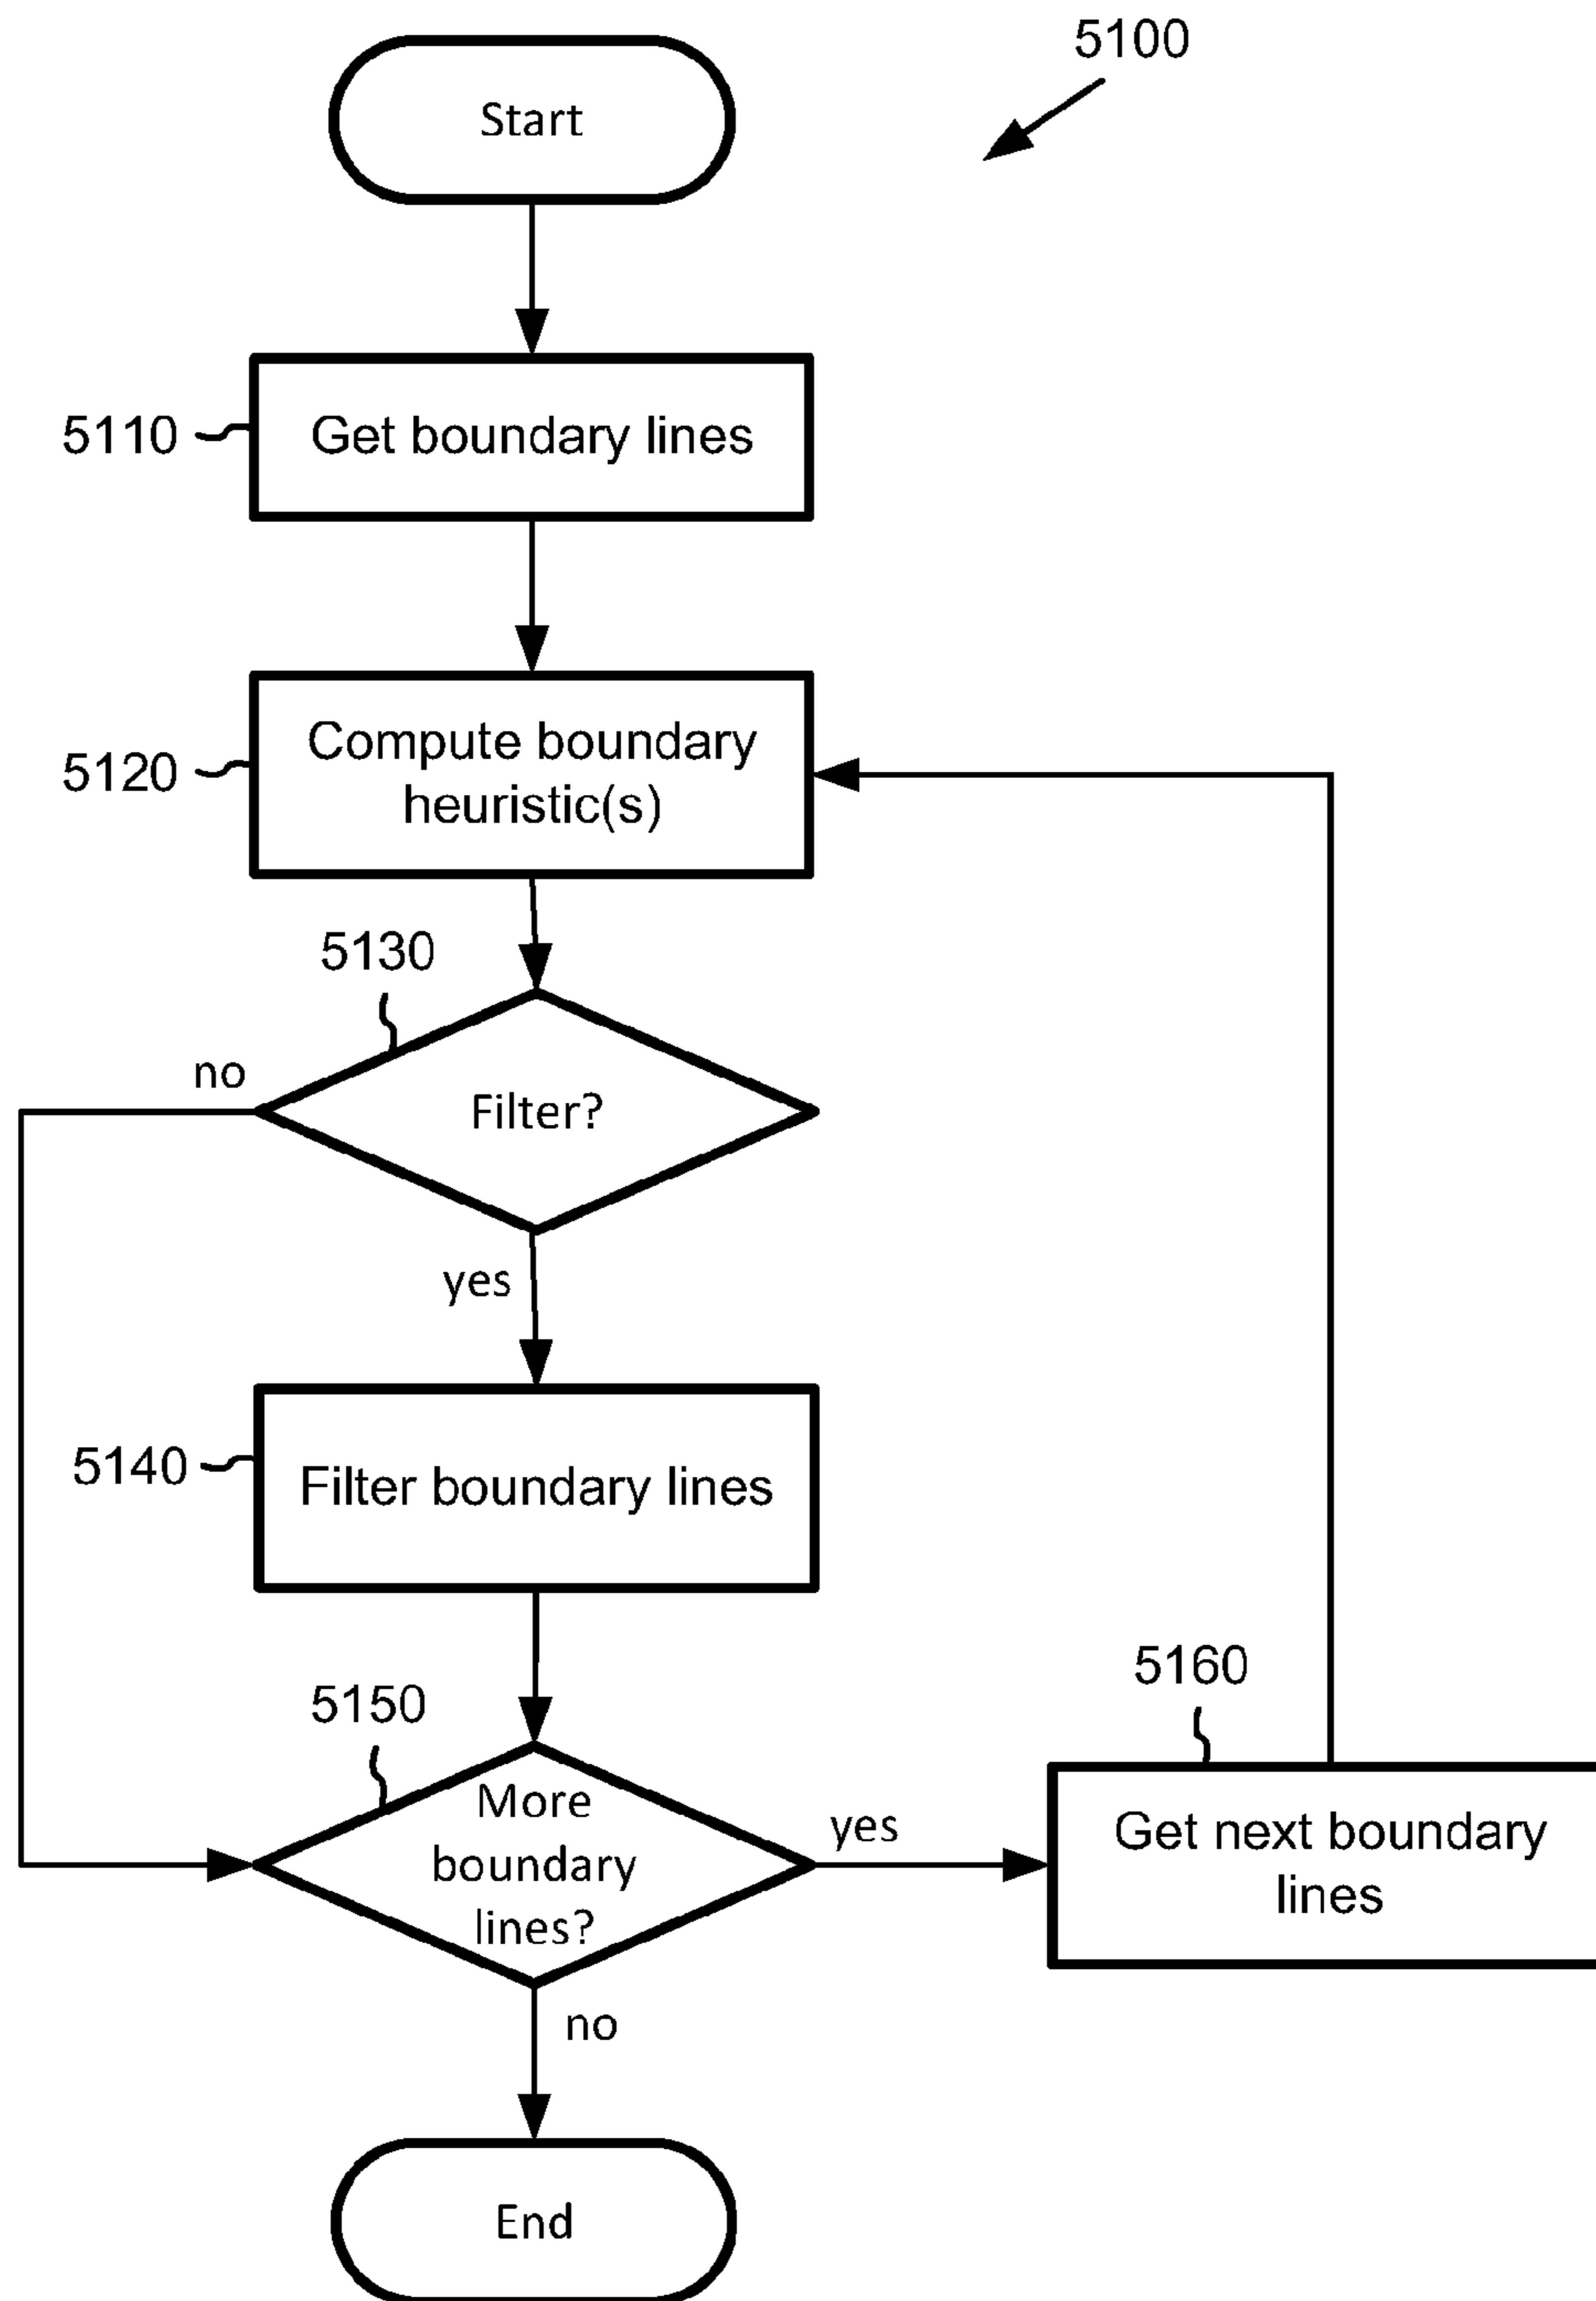 Start
5100
5110
Get boundary lines
5120
Compute boundary
heuristic(s)
5130
no
Filter?
yes
5140
Filter boundary lines
5150
More
boundary
lines?
yes
5160
Get next boundary
lines
no
End